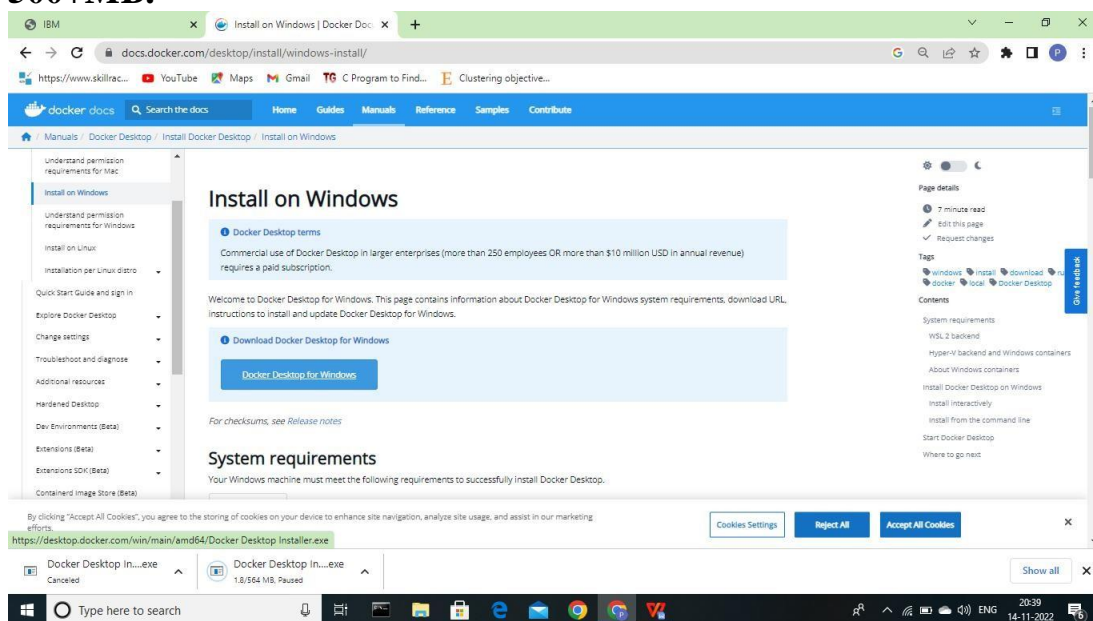 IBM
Install on Windows | Docker Doc
docs.docker.com/desktop/install/windows-install/
https://www.skillrac... YouTube Maps Gmail TG C Program to Find... E Clustering objective...
docker docs Search the docs Home Guides Manuals Reference Samples Contribute
/ Manuals / Docker Desktop / Install Docker Desktop / Install on Windows
Understand permission
requirements for Mac
Install on Windows
Understand permission
requirements for Windows
Install on Linux
Installation per Linux distro
Quick Start Guide and sign in
Explore Docker Desktop
Change settings
Troubleshoot and diagnose
Additional resources
Hardened Desktop
Dev Environments (Beta)
Extensions (Beta)
Extensions SDK (Beta)
Containerd Image Store (Beta)
Install on Windows
Docker Desktop terms
Commercial use of Docker Desktop in larger enterprises (more than 250 employees OR more than $10 million USD in annual revenue)
requires a paid subscription.
Welcome to Docker Desktop for Windows. This page contains information about Docker Desktop for Windows system requirements, download URL,
instructions to install and update Docker Desktop for Windows.
Download Docker Desktop for Windows
Docker Desktop for Windows
For checksums, see Release notes
System requirements
Your Windows machine must meet the following requirements to successfully install Docker Desktop.
Page details
7 minute read
Edit this page
Request changes
Tags
windows install download ru
docker local Docker Desktop
Give feedback
Contents
System requirements
WSL 2 backend
Hyper-V backend and Windows containers
About Windows containers
Install Docker Desktop on Windows
Install interactively
Install from the command line
Start Docker Desktop
Where to go next
By clicking "Accept All Cookies", you agree to the storing of cookies on your device to enhance site navigation, analyze site usage, and assist in our marketing
efforts.
Cookies Settings Reject All Accept All Cookies
https://desktop.docker.com/win/main/amd64/Docker Desktop Installer.exe
Docker Desktop In....exe
Canceled
Docker Desktop In....exe
1.8/564 MB, Paused
Show all
Type here to search
ENG
20:39
14-11-2022
6